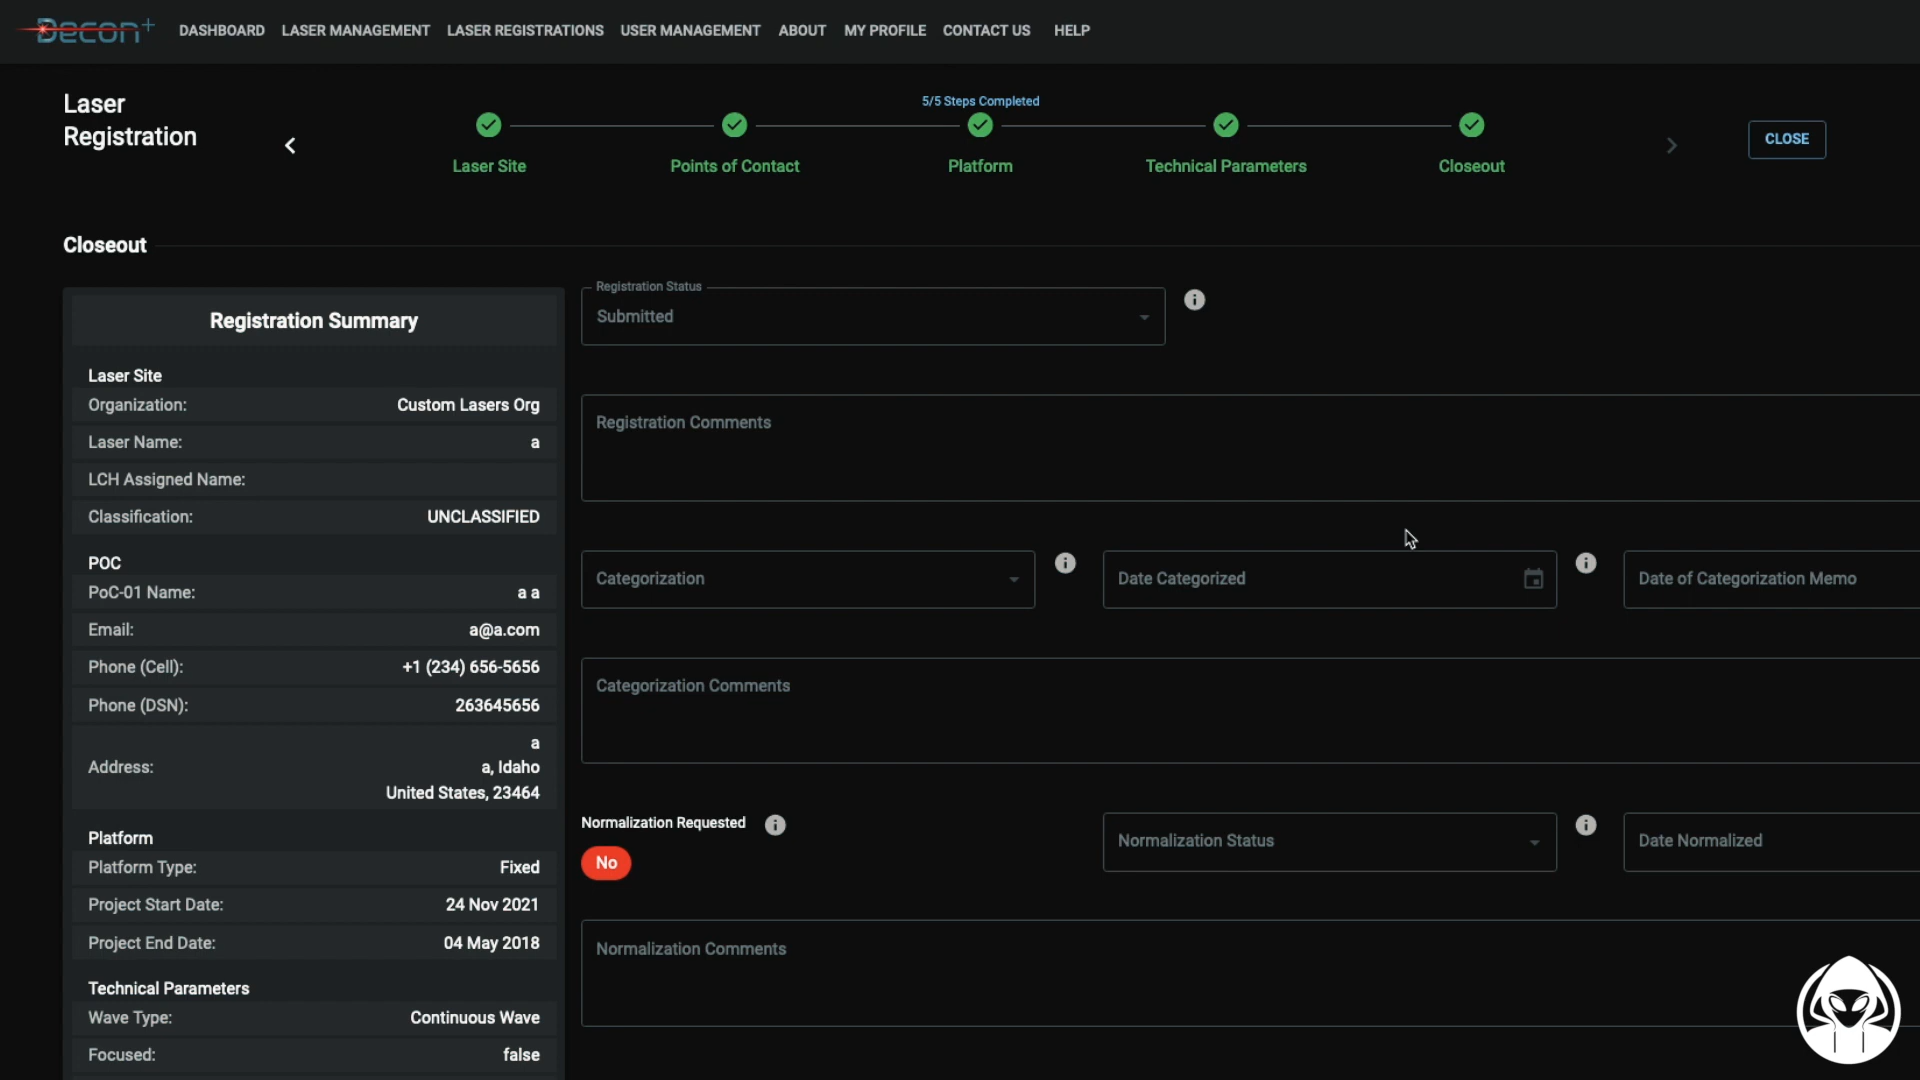 Decon+
DASHBOARD LASER MANAGEMENT LASER REGISTRATIONS USER MANAGEMENT ABOUT MY PROFILE CONTACT US HELP
Laser
Registration
5/5 Steps Completed
Laser Site Points of Contact Platform Technical Parameters Closeout
CLOSE
Closeout
Registration Summary
Laser Site
Organization: Custom Lasers Org
Laser Name: a
LCH Assigned Name:
Classification: UNCLASSIFIED
POC
PoC-01 Name: a a
Email: a@a.com
Phone (Cell): +1 (234) 656-5656
Phone (DSN): 263645656
Address: a
a, Idaho
United States, 23464
Platform
Platform Type: Fixed
Project Start Date: 24 Nov 2021
Project End Date: 04 May 2018
Technical Parameters
Wave Type: Continuous Wave
Focused: false
Registration Status
Submitted
Registration Comments
Categorization
Date Categorized
Date of Categorization Memo
Categorization Comments
Normalization Requested
No
Normalization Status
Date Normalized
Normalization Comments